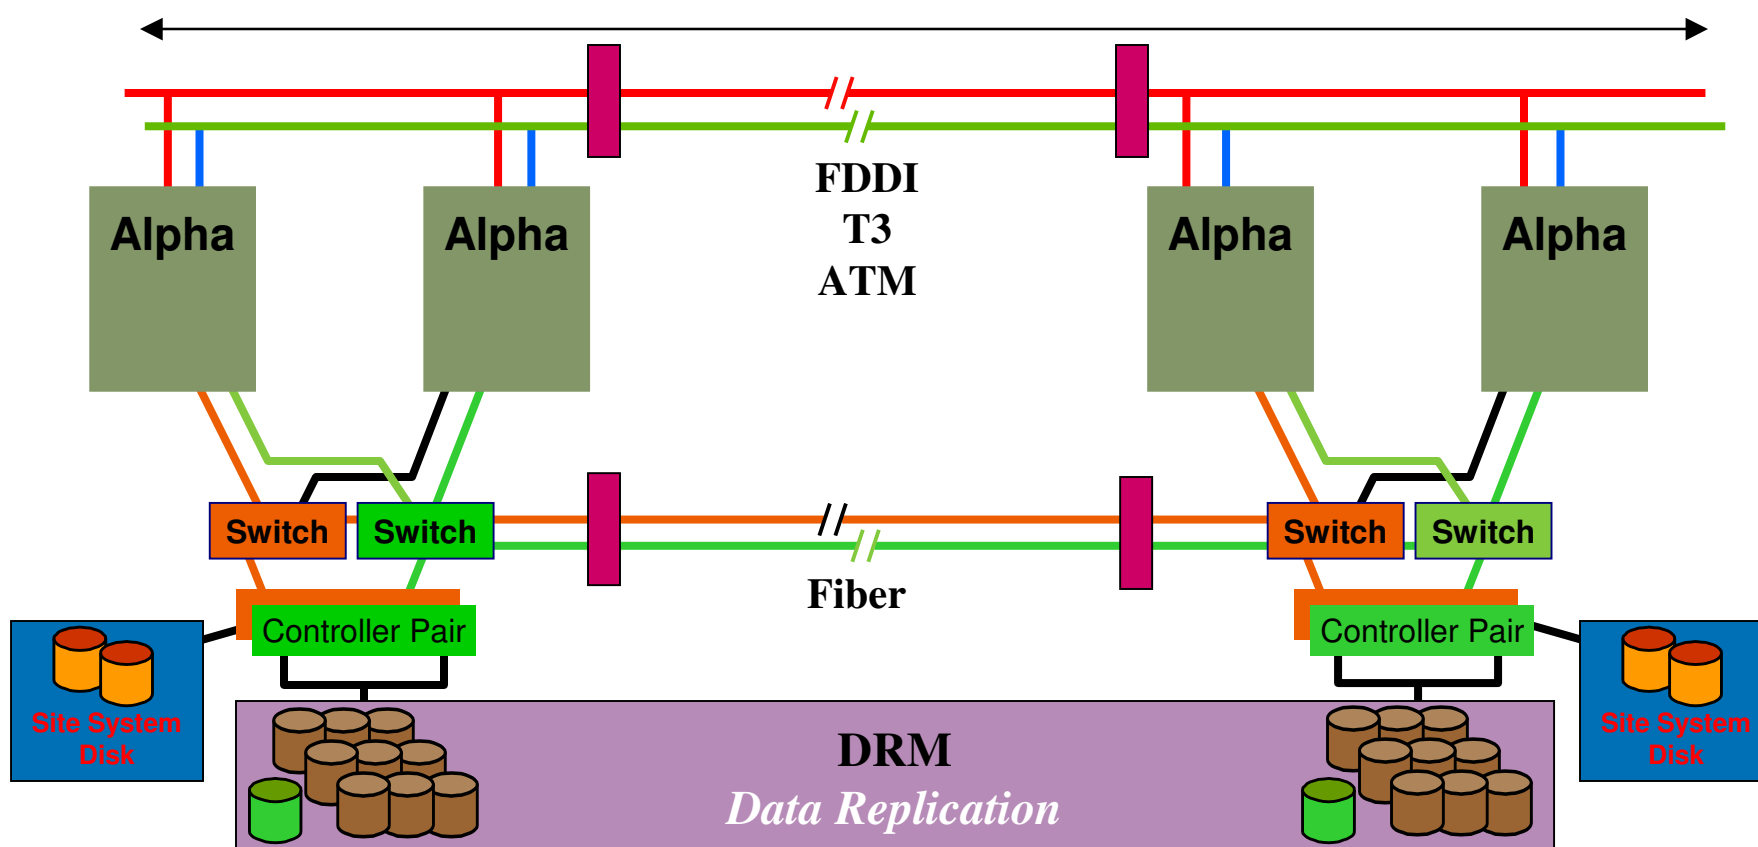 FDDI
T3
ATM
Alpha
Alpha
Alpha
Alpha
Switch
Switch
Switch
Switch
Fiber
Controller Pair
Controller Pair
Site System
Disk
Site System
Disk
DRM
Data Replication